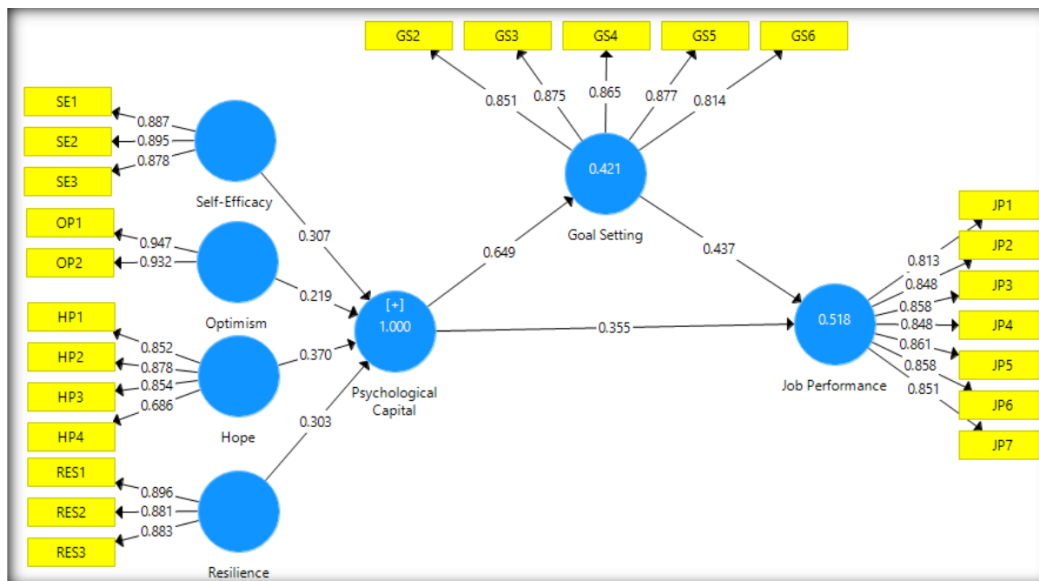 GS2 GS3 GS4 GS5 GS6
0.851 0.875 0.865 0.877 0.814
SE1
SE2
SE3
0.887
0.895
0.878
Self-Efficacy
0.307
OP1
OP2
0.947
0.932
Optimism
0.219
HP1
HP2
HP3
HP4
0.852
0.878
0.854
0.686
Hope
0.370
RES1
RES2
RES3
0.896
0.881
0.883
Resilience
0.303
[+]
1.000
Psychological
Capital
0.649
0.355
0.421
Goal Setting
0.437
0.518
Job Performance
0.813
0.848
0.858
0.848
0.861
0.858
0.851
JP1
JP2
JP3
JP4
JP5
JP6
JP7